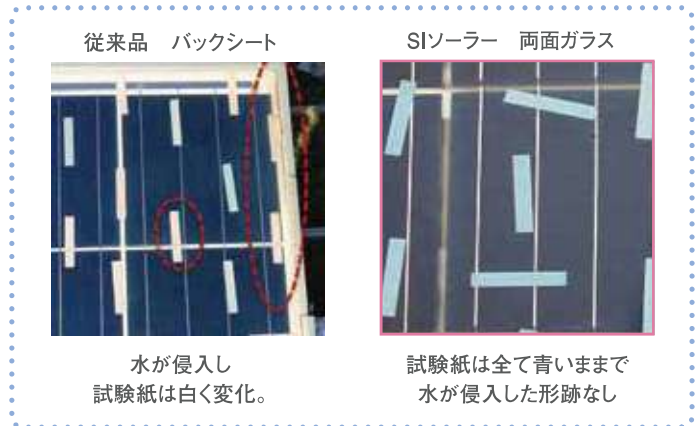 従来品 バックシート
SIソーラー 両面ガラス
水が侵入し
試験紙は白く変化。
試験紙は全て青いままで
水が侵入した形跡なし